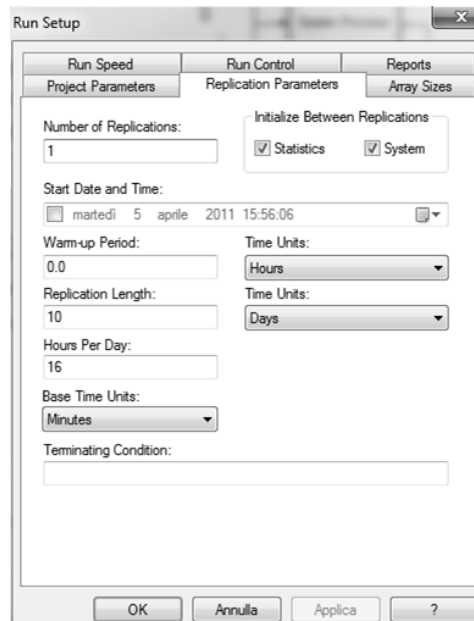 Run Setup
Run Speed Run Control Reports
Project Parameters Replication Parameters Array Sizes
Number of Replications:
1
Initialize Between Replications
Statistics System
Start Date and Time:
martedì 5 aprile 2011 15:56:06
Warm-up Period: Time Units:
0.0 Hours
Replication Length: Time Units:
10 Days
Hours Per Day:
16
Base Time Units:
Minutes
Terminating Condition:
OK Annulla Applica ?